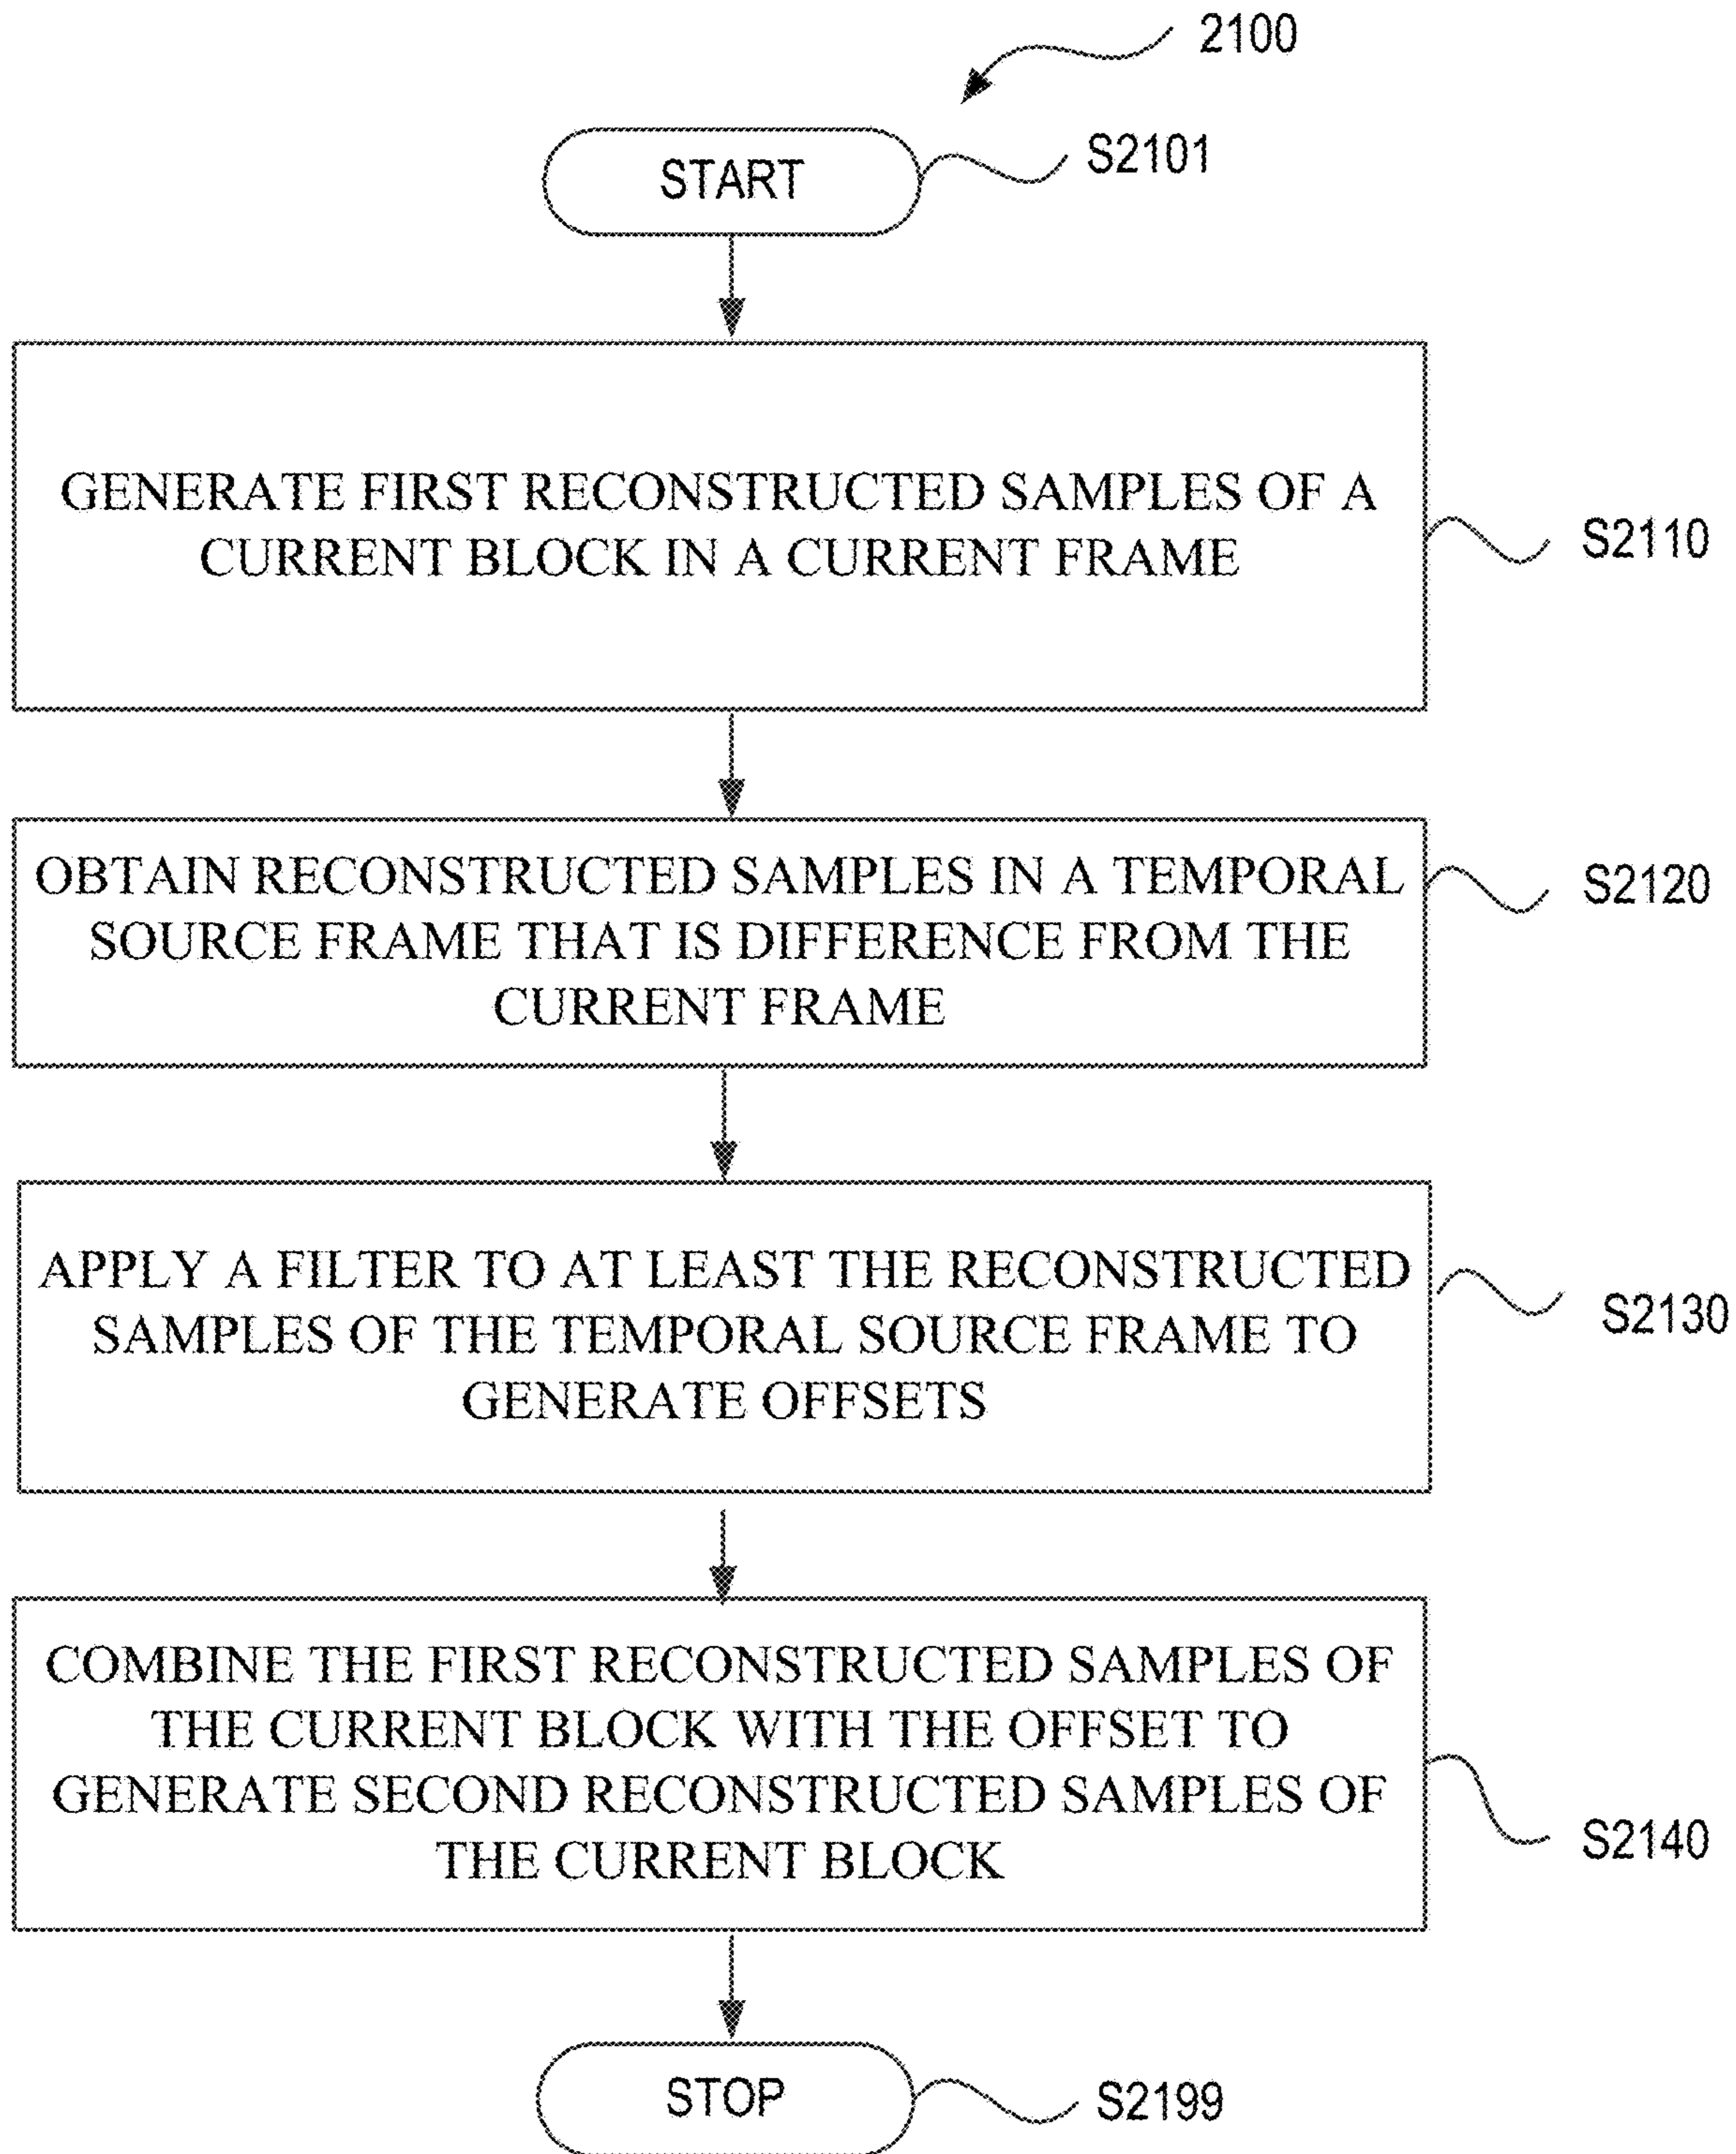 2100
START
S2101
GENERATE FIRST RECONSTRUCTED SAMPLES OF A
CURRENT BLOCK IN A CURRENT FRAME
S2110
OBTAIN RECONSTRUCTED SAMPLES IN A TEMPORAL
SOURCE FRAME THAT IS DIFFERENCE FROM THE
CURRENT FRAME
S2120
APPLY A FILTER TO AT LEAST THE RECONSTRUCTED
SAMPLES OF THE TEMPORAL SOURCE FRAME TO
GENERATE OFFSETS
S2130
COMBINE THE FIRST RECONSTRUCTED SAMPLES OF
THE CURRENT BLOCK WITH THE OFFSET TO
GENERATE SECOND RECONSTRUCTED SAMPLES OF
THE CURRENT BLOCK
S2140
STOP
S2199